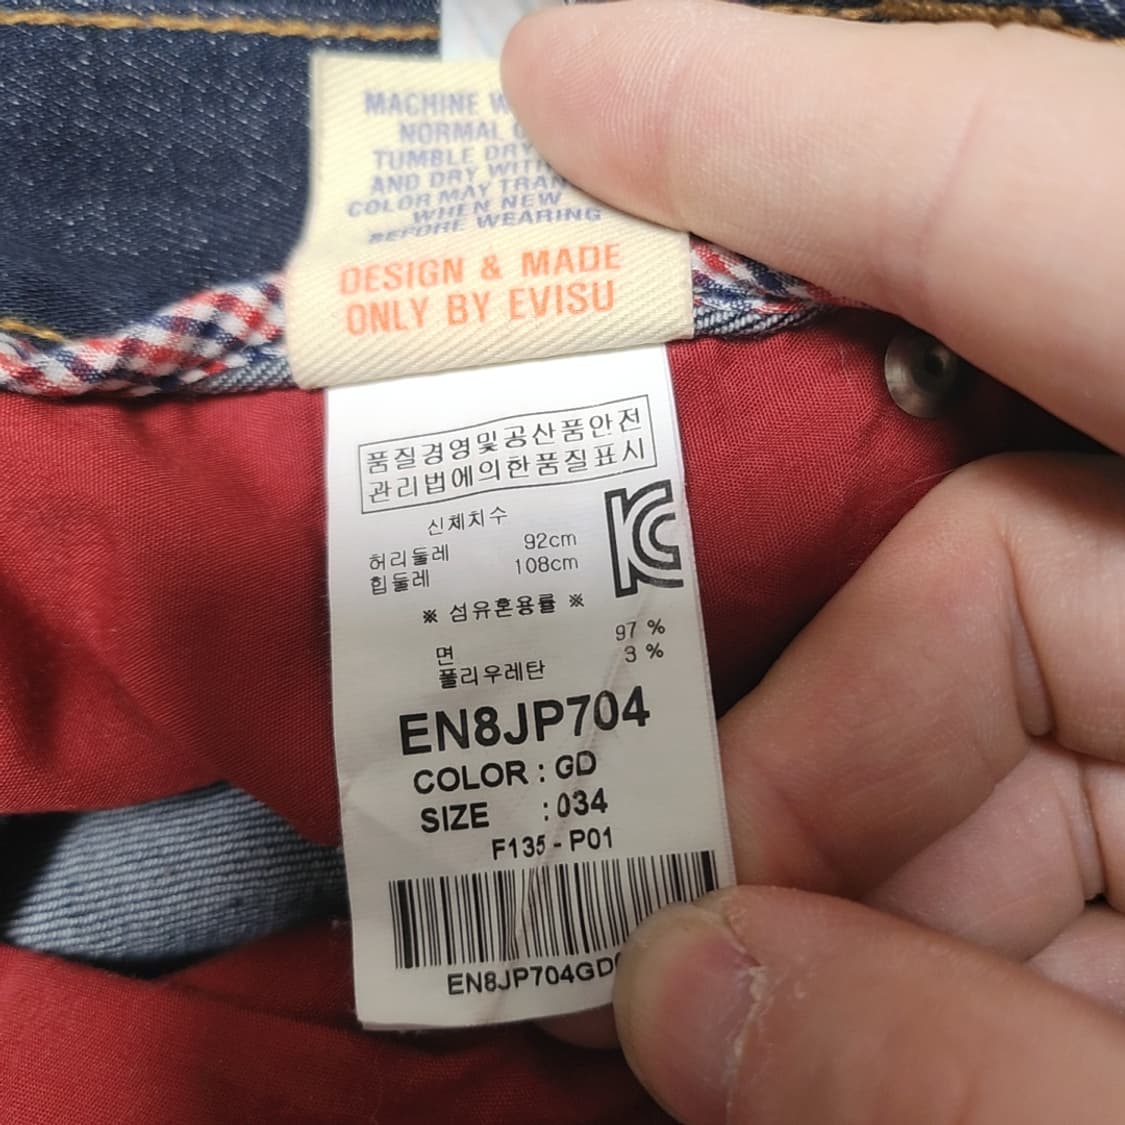 MACHINE
NORMAL
TUMBLE DRY
AND DRY WITH
COLOR MAY
WHEN NEW
BEFORE WEARING
DESIGN & MADE
ONLY BY EVISU
품질경영및공산품안전
관리법에의한품질표시
신체치수
허리둘레 92cm
힙둘레 108cm
※ 섬유혼용률 ※
면 97 %
폴리우레탄 3 %
EN8JP704
COLOR : GD
SIZE : 034
F135 - P01
EN8JP704GD